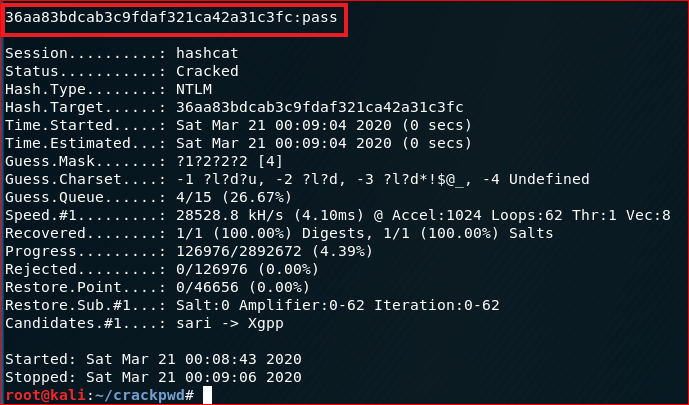 36aa83bdcab3c9fdaf321ca42a31c3fc:pass
Session..........: hashcat
Status...........: Cracked
Hash.Type........: NTLM
Hash.Target......: 36aa83bdcab3c9fdaf321ca42a31c3fc
Time.Started.....: Sat Mar 21 00:09:04 2020 (0 secs)
Time.Estimated...: Sat Mar 21 00:09:04 2020 (0 secs)
Guess.Mask.......: ?1?2?2?2 [4]
Guess.Charset....: -1 ?l?d?u, -2 ?l?d, -3 ?l?d*!$@_, -4 Undefined
Guess.Queue......: 4/15 (26.67%)
Speed.#1.........: 28528.8 kH/s (4.10ms) @ Accel:1024 Loops:62 Thr:1 Vec:8
Recovered........: 1/1 (100.00%) Digests, 1/1 (100.00%) Salts
Progress.........: 126976/2892672 (4.39%)
Rejected.........: 0/126976 (0.00%)
Restore.Point....: 0/46656 (0.00%)
Restore.Sub.#1...: Salt:0 Amplifier:0-62 Iteration:0-62
Candidates.#1....: sari -> Xgpp
Started: Sat Mar 21 00:08:43 2020
Stopped: Sat Mar 21 00:09:06 2020
root@kali:~/crackpwd#